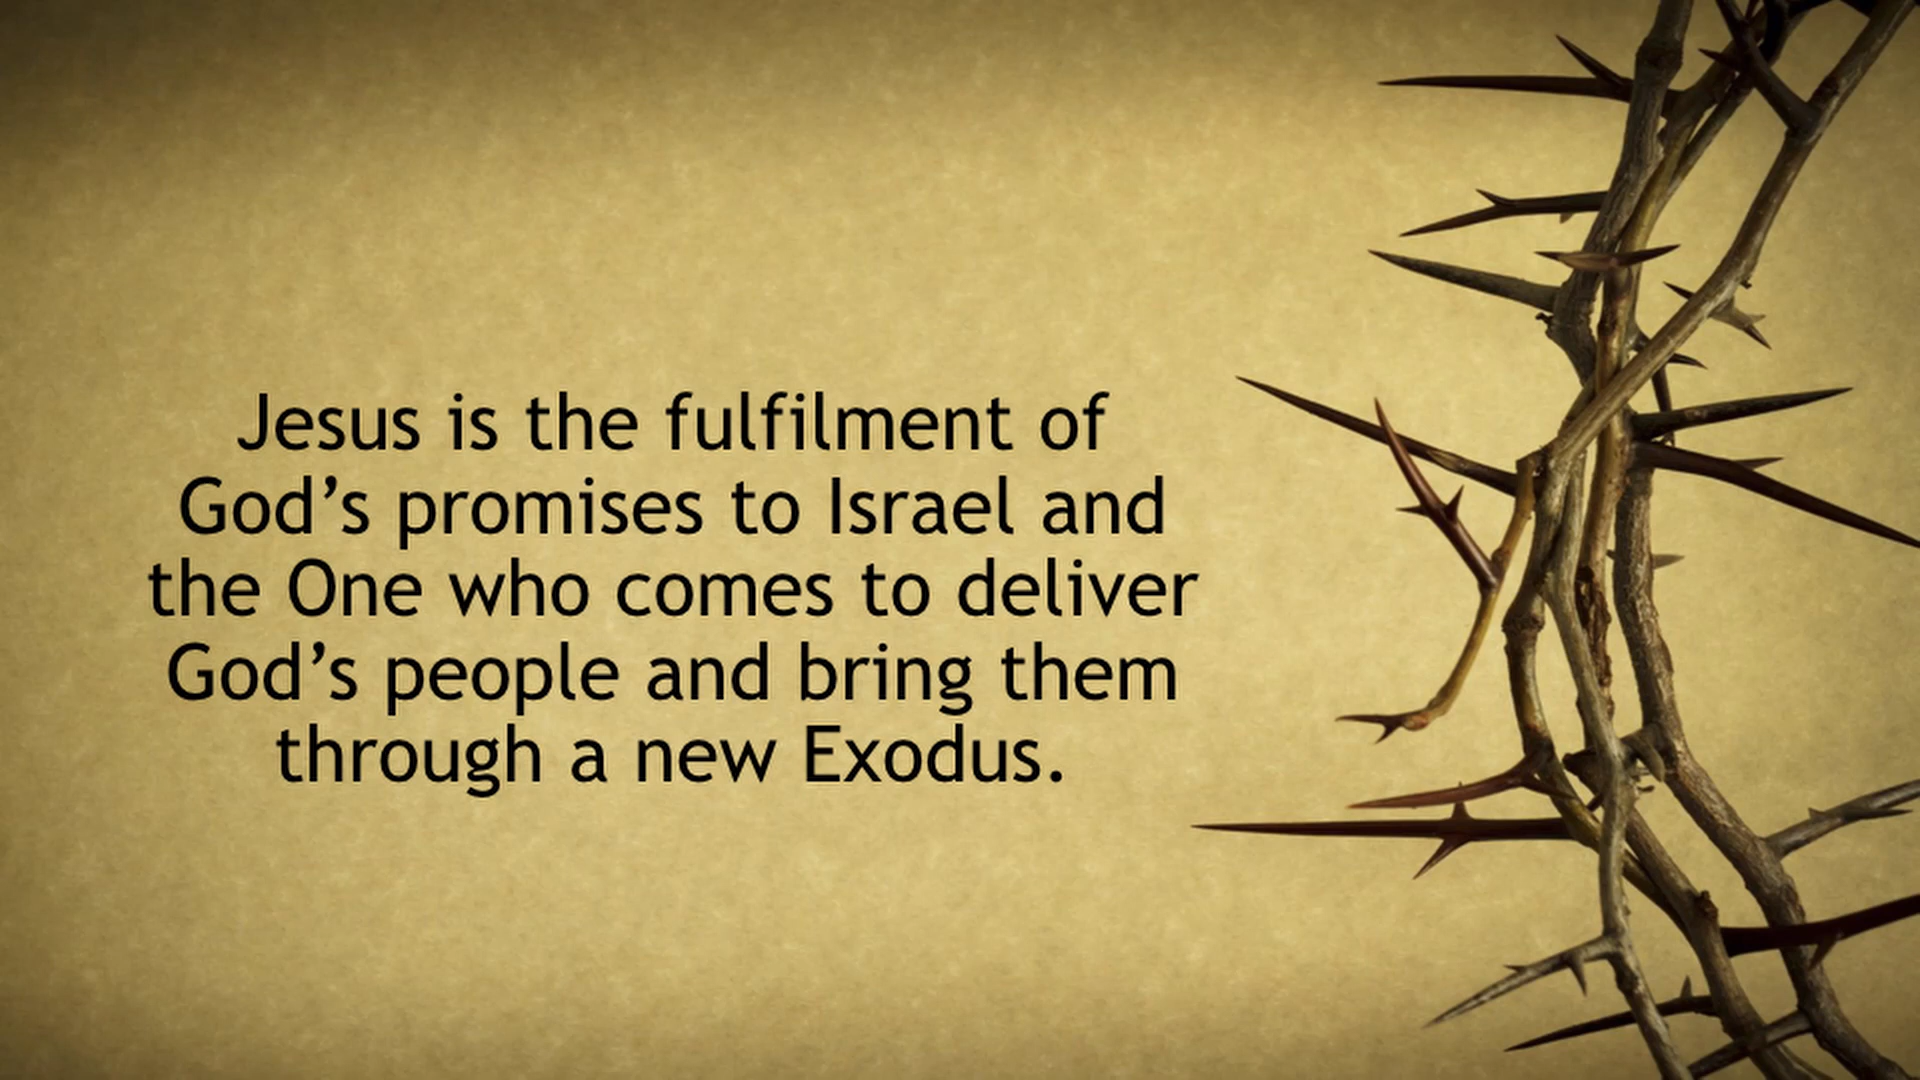 Jesus is the fulfilment of
God’s promises to Israel and
the One who comes to deliver
God’s people and bring them
through a new Exodus.